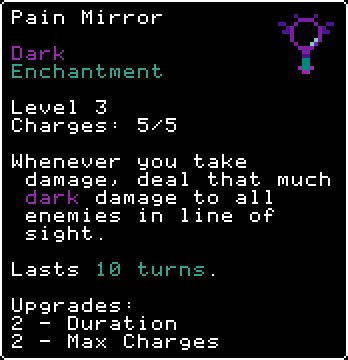 Pain Mirror
Dark
Enchantment
Level 3
Charges: 5/5
Whenever you take
damage, deal that much
dark damage to all
enemies in line of
sight.
Lasts 10 turns.
Upgrades:
2 - Duration
2 - Max Charges